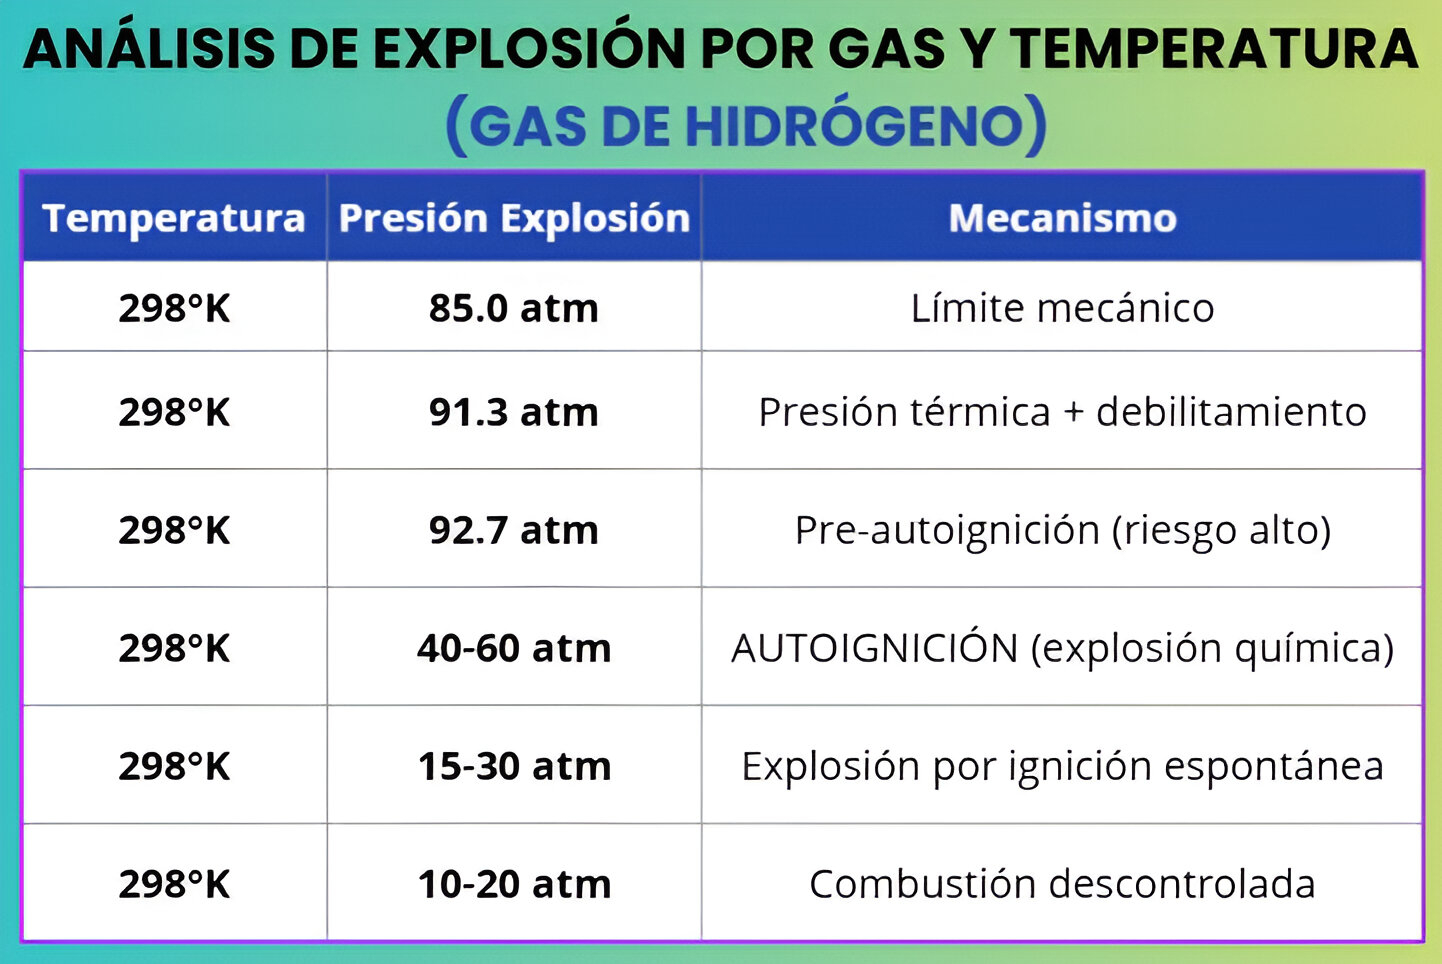 ANÁLISIS DE EXPLOSIÓN POR GAS Y TEMPERATURA
(GAS DE HIDRÓGENO)
Temperatura Presión Explosión Mecanismo
298°K 85.0 atm Límite mecánico
298°K 91.3 atm Presión térmica + debilitamiento
298°K 92.7 atm Pre-autoignición (riesgo alto)
298°K 40-60 atm AUTOIGNICIÓN (explosión química)
298°K 15-30 atm Explosión por ignición espontánea
298°K 10-20 atm Combustión descontrolada